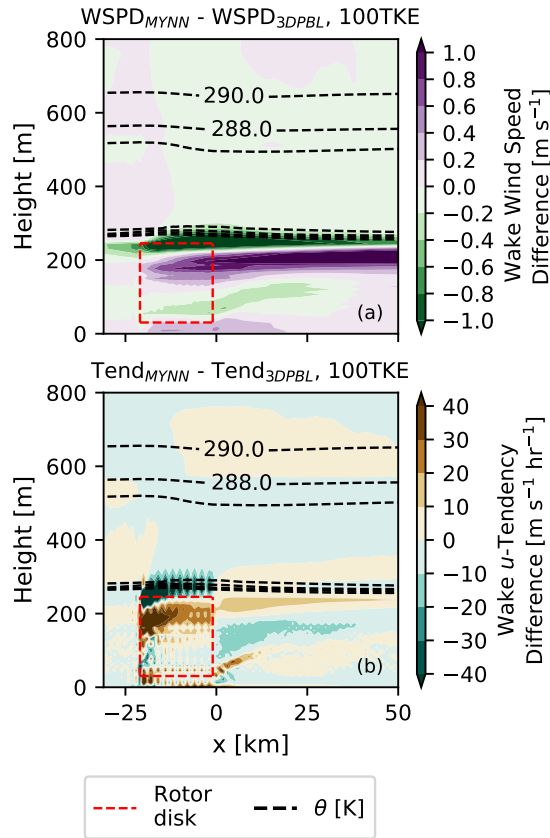 WSPD_MYNN - WSPD_3DPBL, 100TKE
800
600
400
200
0
Height [m]
290.0
288.0
(a)
1.0
0.8
0.6
0.4
0.2
0.0
−0.2
−0.4
−0.6
−0.8
−1.0
Wake Wind Speed
Difference [m s⁻¹]
Tend_MYNN - Tend_3DPBL, 100TKE
800
600
400
200
0
Height [m]
290.0
288.0
(b)
−25
0
25
50
x [km]
40
30
20
10
0
−10
−20
−30
−40
Wake u-Tendency
Difference [m s⁻¹ hr⁻¹]
Rotor
disk
θ [K]